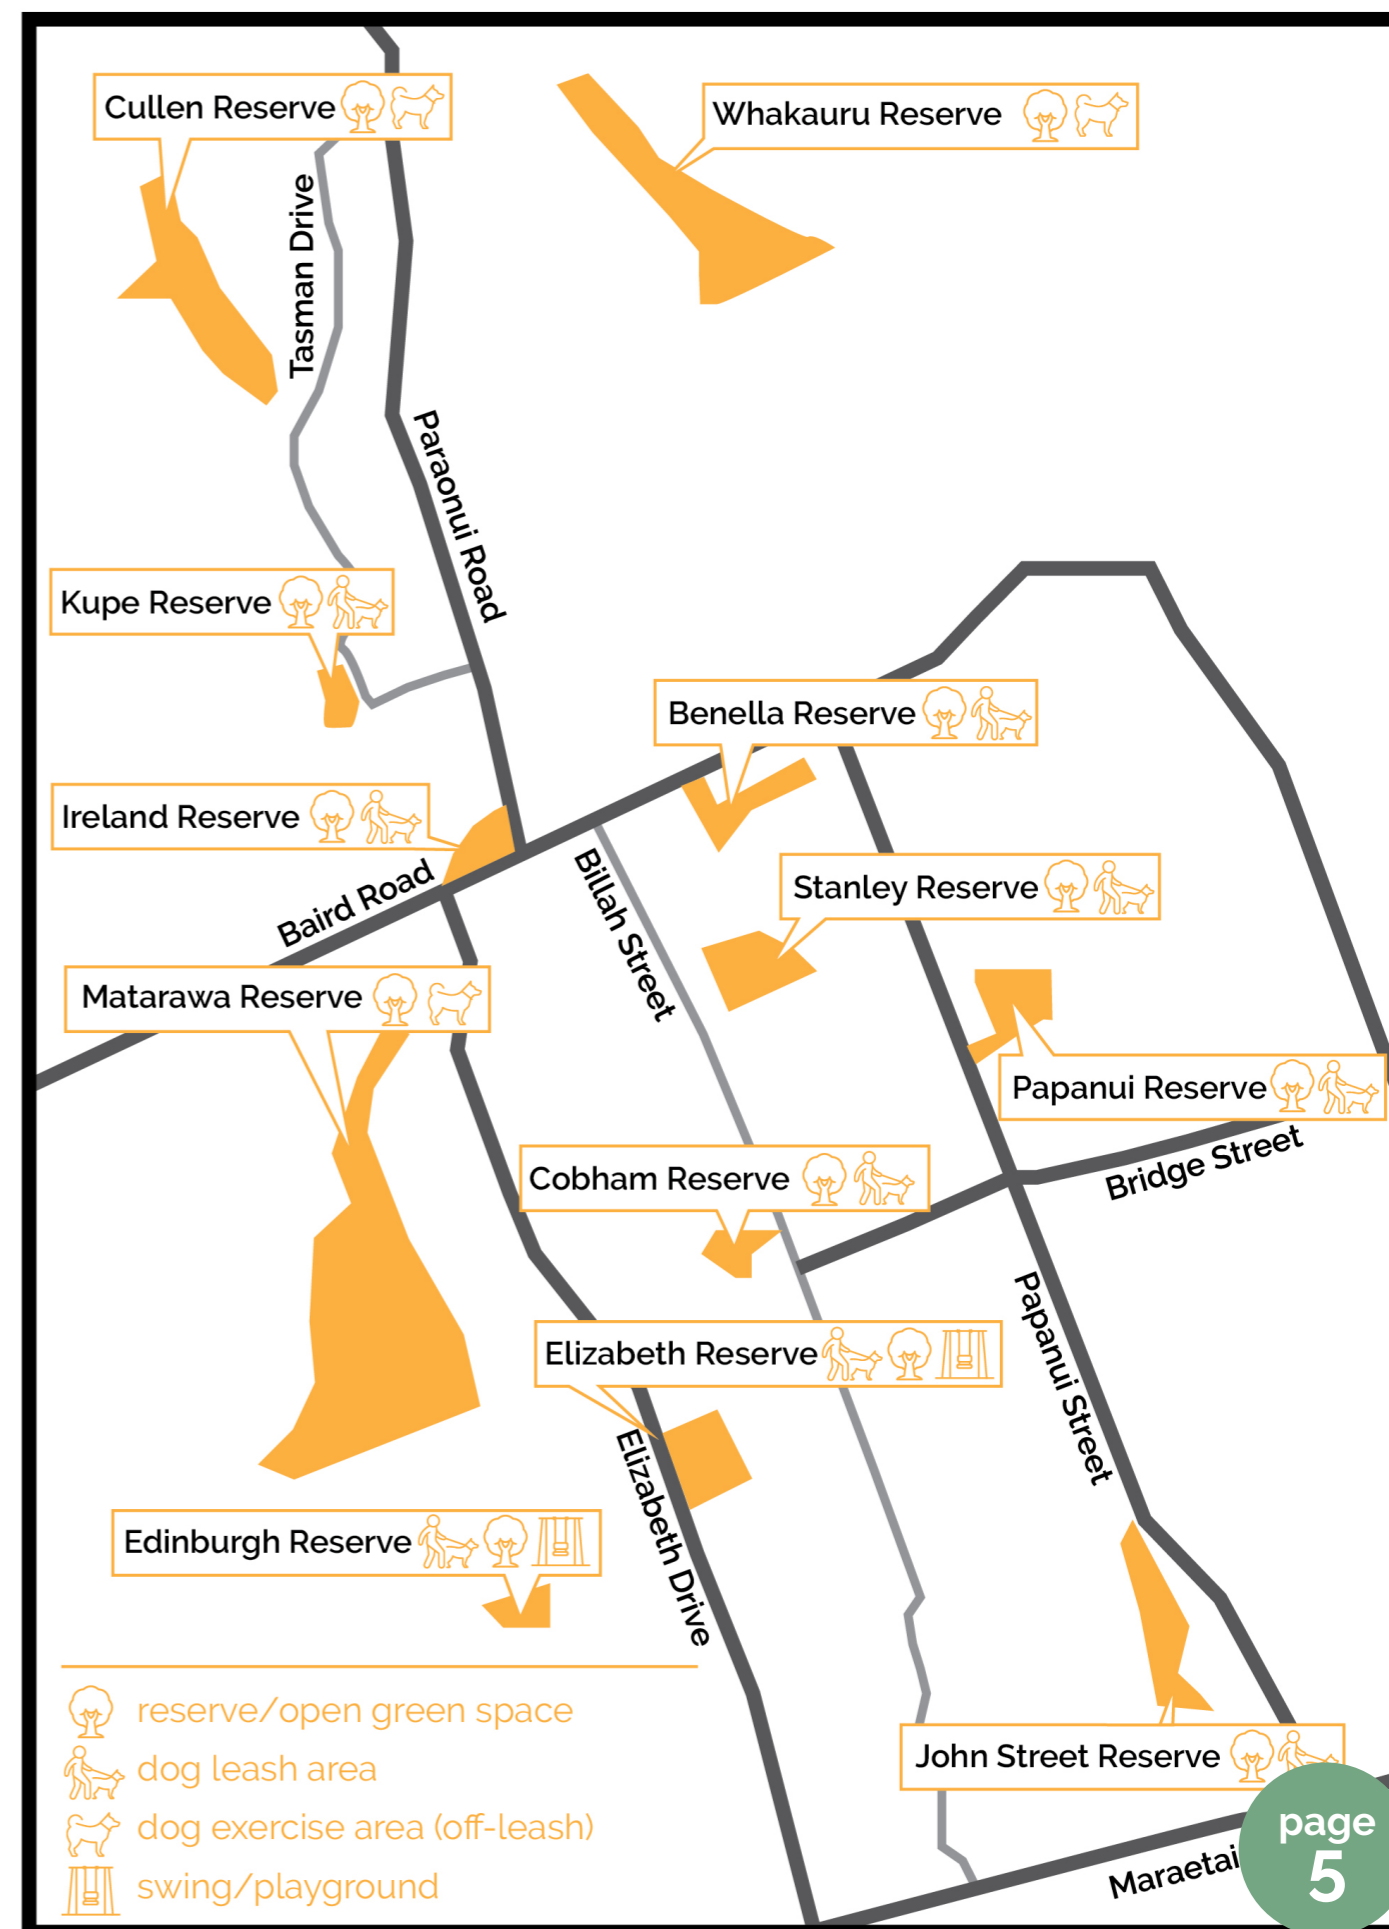 Cullen Reserve
Whakauru Reserve
Tasman Drive
Paraonui Road
Kupe Reserve
Benella Reserve
Ireland Reserve
Baird Road
Billah Street
Stanley Reserve
Matarawa Reserve
Papanui Reserve
Bridge Street
Cobham Reserve
Papanui Street
Elizabeth Reserve
Elizabeth Drive
Edinburgh Reserve
reserve/open green space
dog leash area
dog exercise area (off-leash)
swing/playground
John Street Reserve
Maraetai
page
5